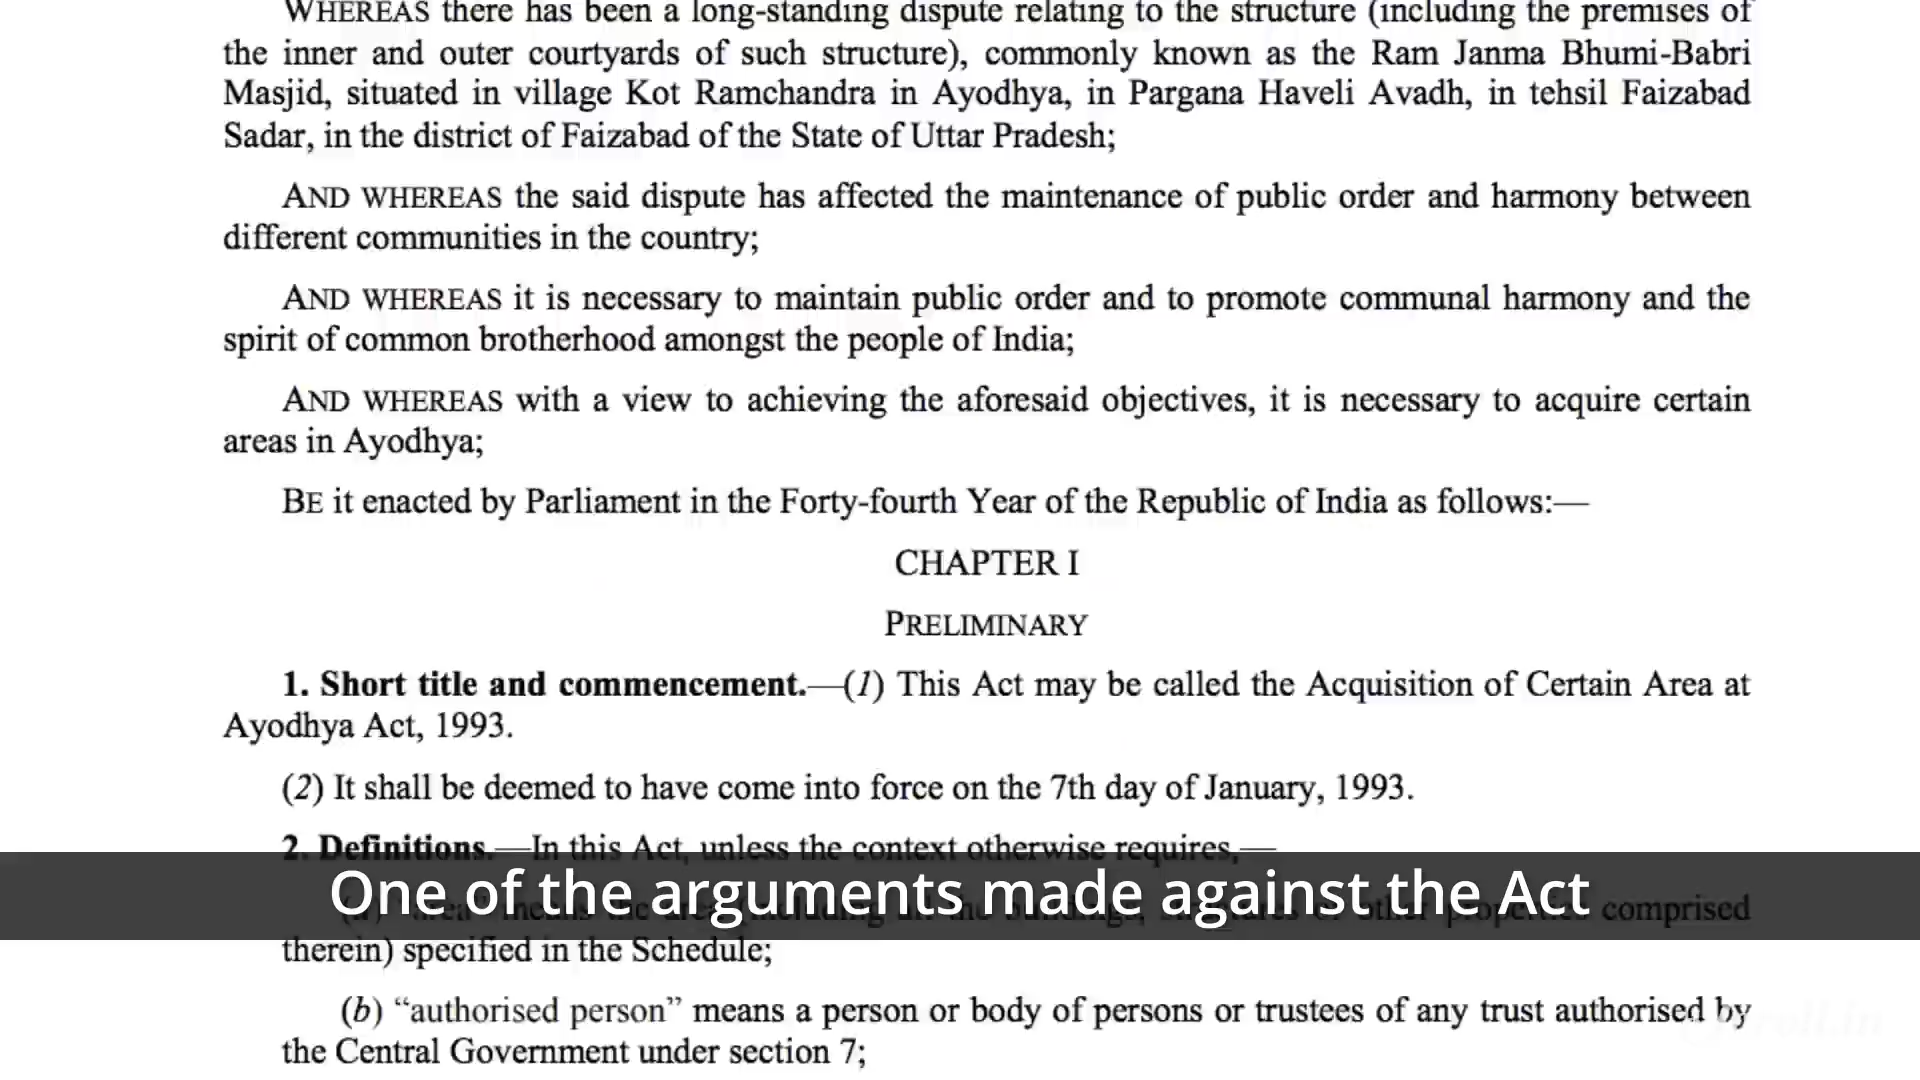 WHEREAS there has been a long-standing dispute relating to the structure (including the premises of
the inner and outer courtyards of such structure), commonly known as the Ram Janma Bhumi-Babri
Masjid, situated in village Kot Ramchandra in Ayodhya, in Pargana Haveli Avadh, in tehsil Faizabad
Sadar, in the district of Faizabad of the State of Uttar Pradesh;
AND WHEREAS the said dispute has affected the maintenance of public order and harmony between
different communities in the country;
AND WHEREAS it is necessary to maintain public order and to promote communal harmony and the
spirit of common brotherhood amongst the people of India;
AND WHEREAS with a view to achieving the aforesaid objectives, it is necessary to acquire certain
areas in Ayodhya;
BE it enacted by Parliament in the Forty-fourth Year of the Republic of India as follows:—
CHAPTER I
PRELIMINARY
1. Short title and commencement.—(1) This Act may be called the Acquisition of Certain Area at
Ayodhya Act, 1993.
(2) It shall be deemed to have come into force on the 7th day of January, 1993.
2. Definitions.—In this Act, unless the context otherwise requires,—
One of the arguments made against the Act
comprised
therein) specified in the Schedule;
(b) “authorised person” means a person or body of persons or trustees of any trust authorised by
the Central Government under section 7;